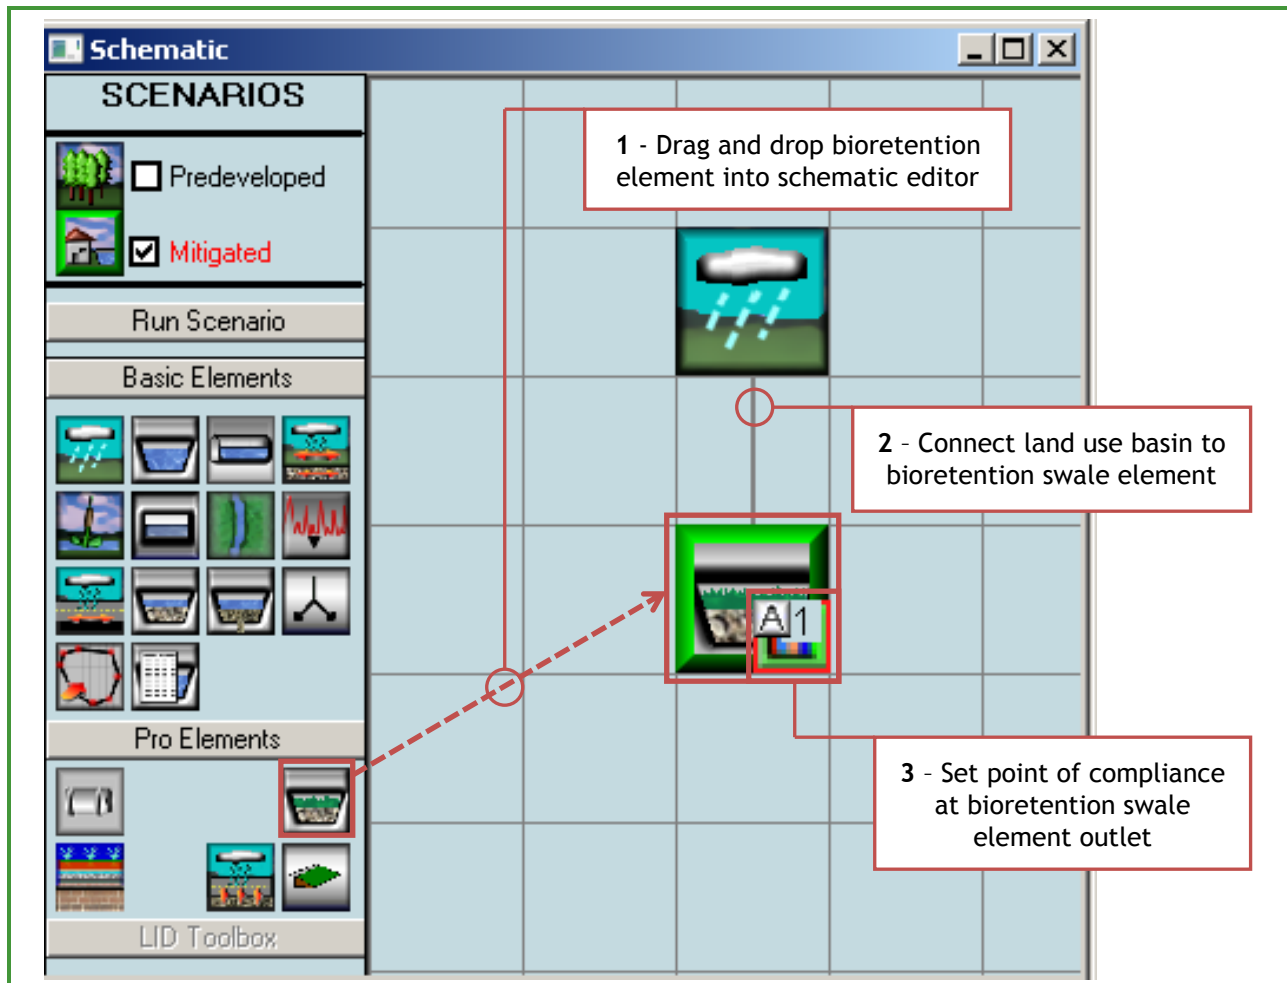 Schematic
SCENARIOS
Predeveloped
Mitigated
Run Scenario
Basic Elements
Pro Elements
LID Toolbox
1 - Drag and drop bioretention
element into schematic editor
2 – Connect land use basin to
bioretention swale element
A 1
3 – Set point of compliance
at bioretention swale
element outlet